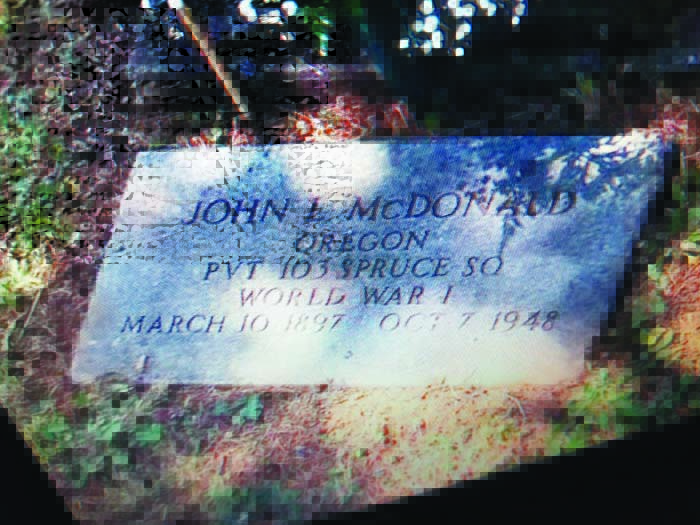 JOHN L McDONALD
OREGON
PVT 103 SPRUCE SQ
WORLD WAR I
MARCH 10 1897 OCT 7 1948